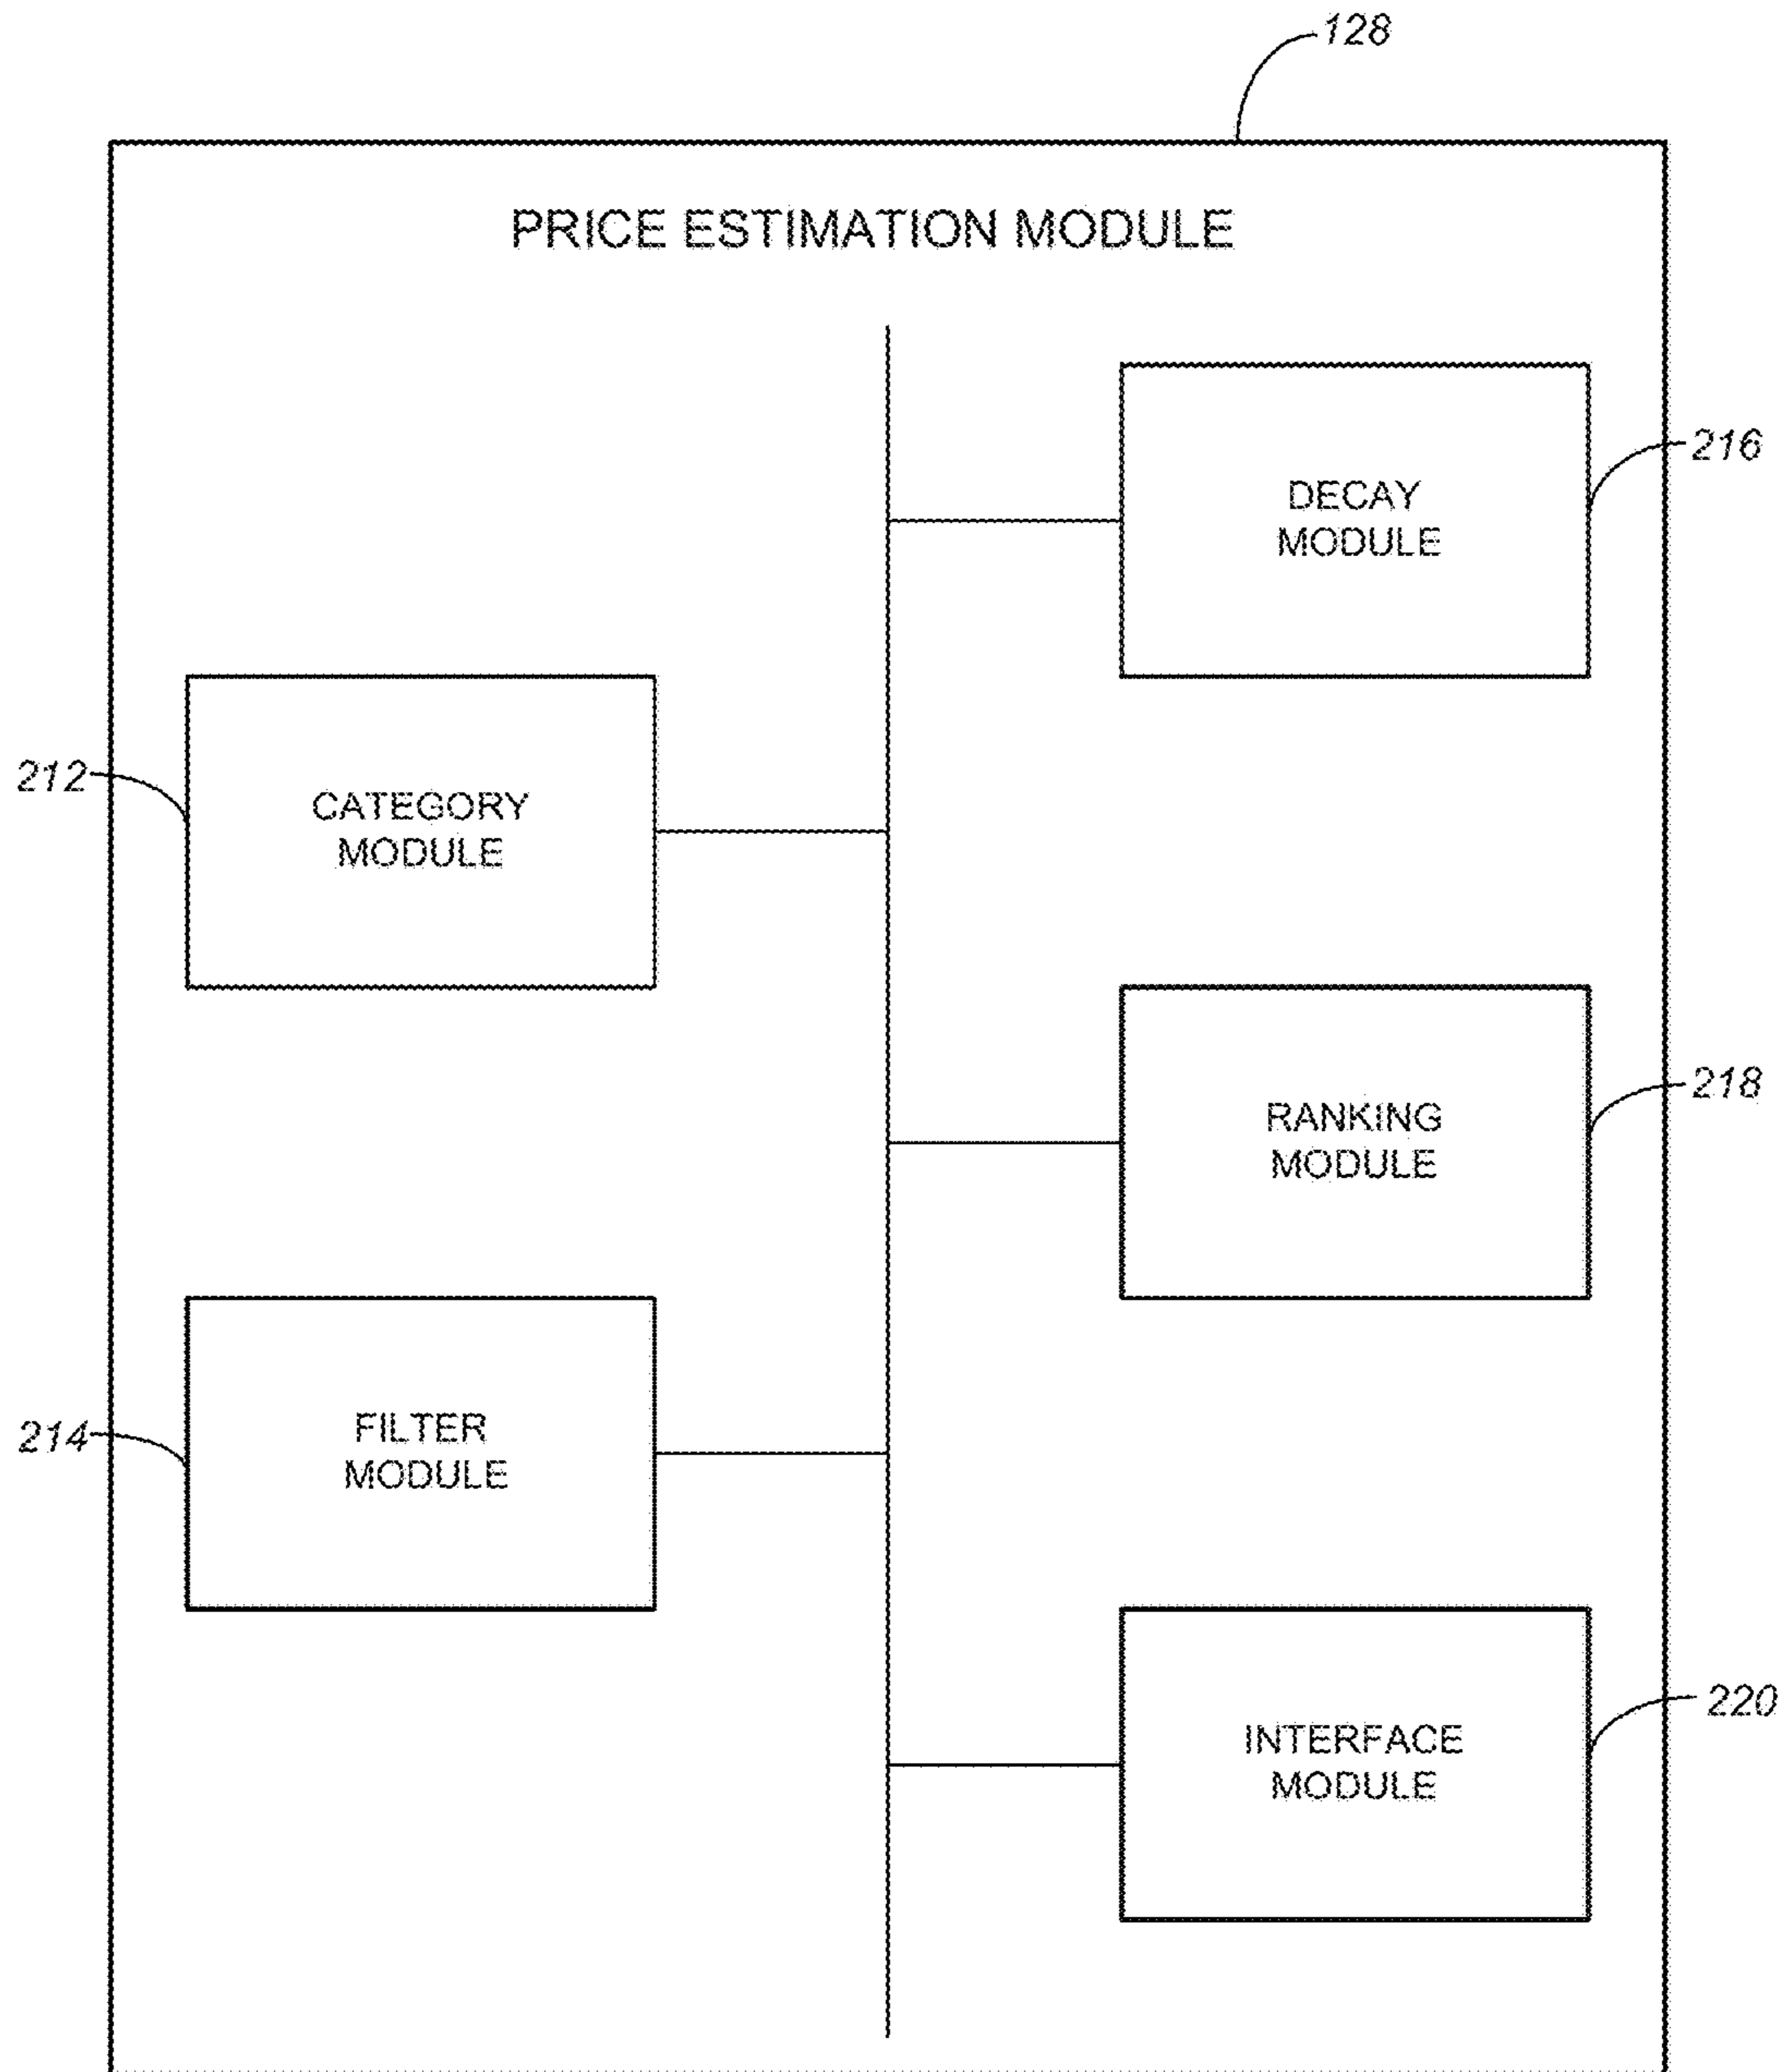 128
PRICE ESTIMATION MODULE
216
DECAY
MODULE
212
CATEGORY
MODULE
218
RANKING
MODULE
214
FILTER
MODULE
220
INTERFACE
MODULE